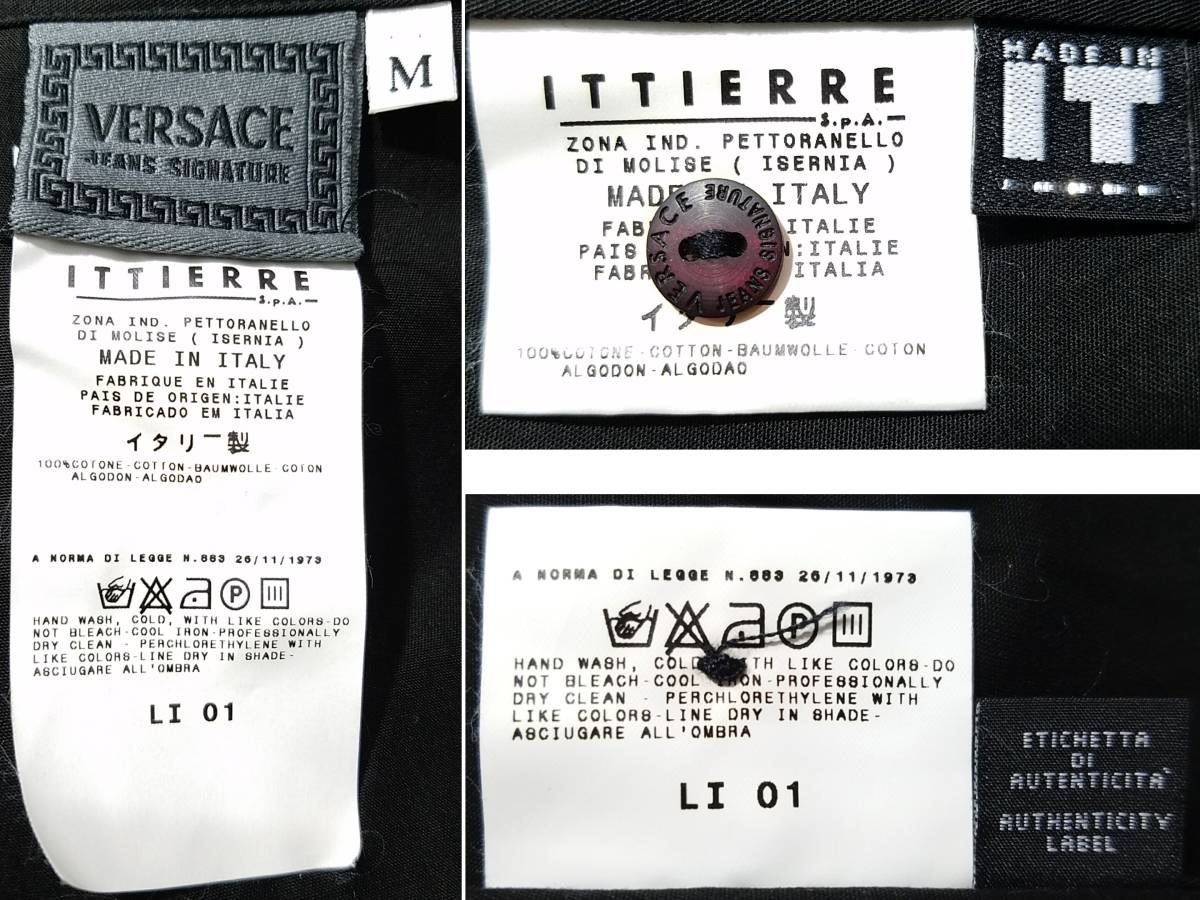 VERSACE
JEANS SIGNATURE
M
ITTIERRE
S.p.A.
ZONA IND. PETTORANELLO
DI MOLISE ( ISERNIA )
MADE IN ITALY
FABRIQUE EN ITALIE
PAIS DE ORIGEN:ITALIE
FABRICADO EM ITALIA
イタリー製
100%COTONE-COTTON-BAUMWOLLE-COTON
ALGODON-ALGODAO
A NORMA DI LEGGE N.883 26/11/1973
P
HAND WASH, COLD, WITH LIKE COLORS-DO
NOT BLEACH-COOL IRON-PROFESSIONALLY
DRY CLEAN - PERCHLORETHYLENE WITH
LIKE COLORS-LINE DRY IN SHADE-
ASCIUGARE ALL'OMBRA
LI 01
ITTIERRE
S.p.A.
ZONA IND. PETTORANELLO
DI MOLISE ( ISERNIA )
MADE ITALY
FAB ITALIE
PAIS :ITALIE
FABR ITALIA
イタ ー製
100%COTONE-COTTON-BAUMWOLLE-COTON
ALGODON-ALGODAO
VERSACE JEANS SIGNATURE
MADE IN
IT
A NORMA DI LEGGE N.883 26/11/1973
P
HAND WASH, COLD WITH LIKE COLORS-DO
NOT BLEACH-COOL IRON-PROFESSIONALLY
DRY CLEAN - PERCHLORETHYLENE WITH
LIKE COLORS-LINE DRY IN SHADE-
ASCIUGARE ALL'OMBRA
LI 01
ETICHETTA
DI
AUTENTICITA'
AUTHENTICITY
LABEL